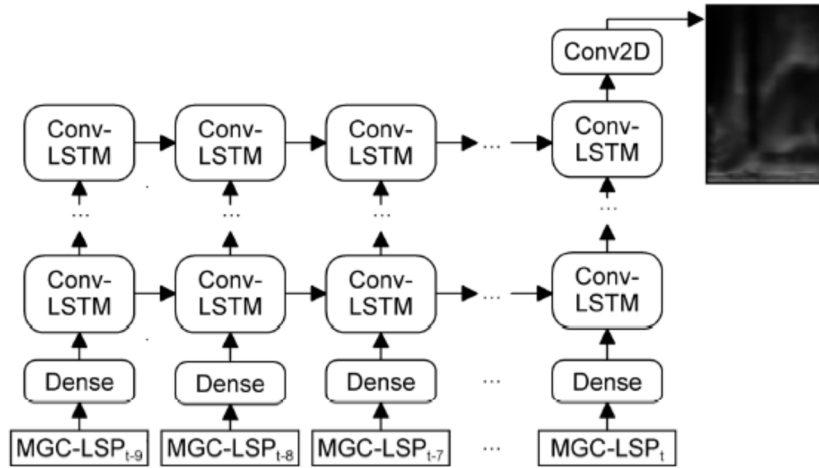 Conv2D
Conv-
LSTM
Conv-
LSTM
Conv-
LSTM
...
Conv-
LSTM
...
...
...
...
Conv-
LSTM
Conv-
LSTM
Conv-
LSTM
...
Conv-
LSTM
Dense
Dense
Dense
...
Dense
MGC-LSPt-9
MGC-LSPt-8
MGC-LSPt-7
...
MGC-LSPt